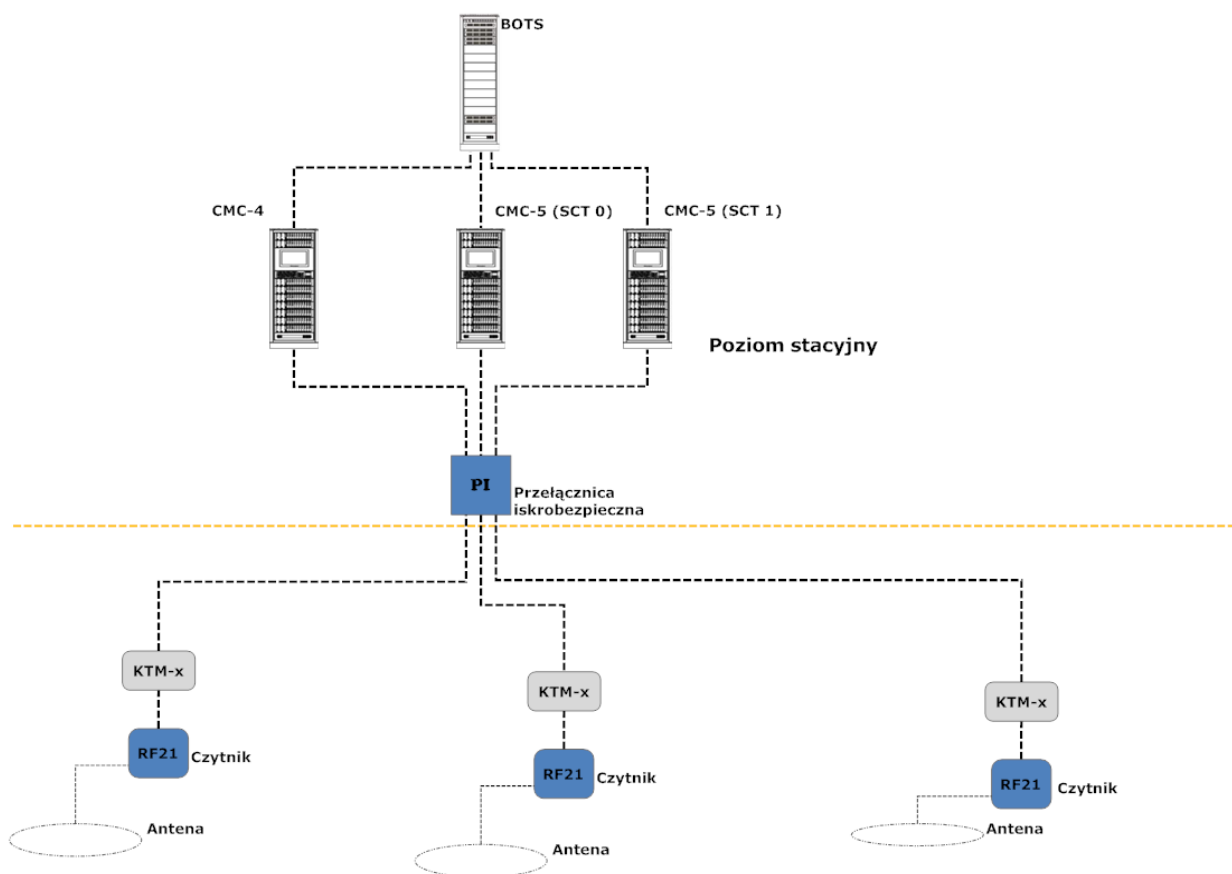 BOTS
CMC-4
CMC-5 (SCT 0)
CMC-5 (SCT 1)
Poziom stacyjny
PI
Przełącznica
iskrobezpieczna
KTM-x
KTM-x
KTM-x
RF21
Czytnik
RF21
Czytnik
RF21
Czytnik
Antena
Antena
Antena